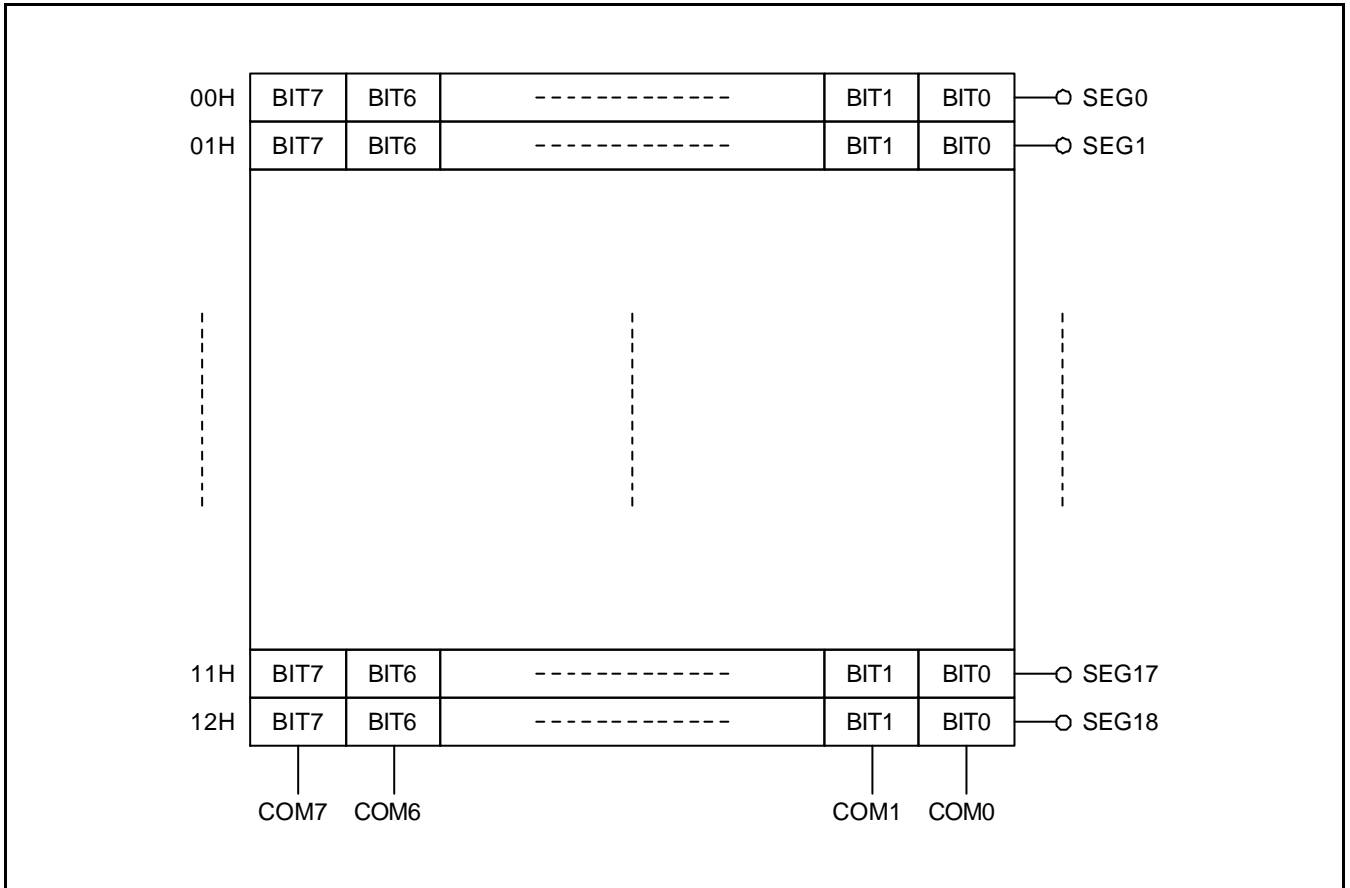 00H BIT7 BIT6 BIT1 BIT0 SEG0
01H BIT7 BIT6 BIT1 BIT0 SEG1
11H BIT7 BIT6 BIT1 BIT0 SEG17
12H BIT7 BIT6 BIT1 BIT0 SEG18
COM7 COM6 COM1 COM0